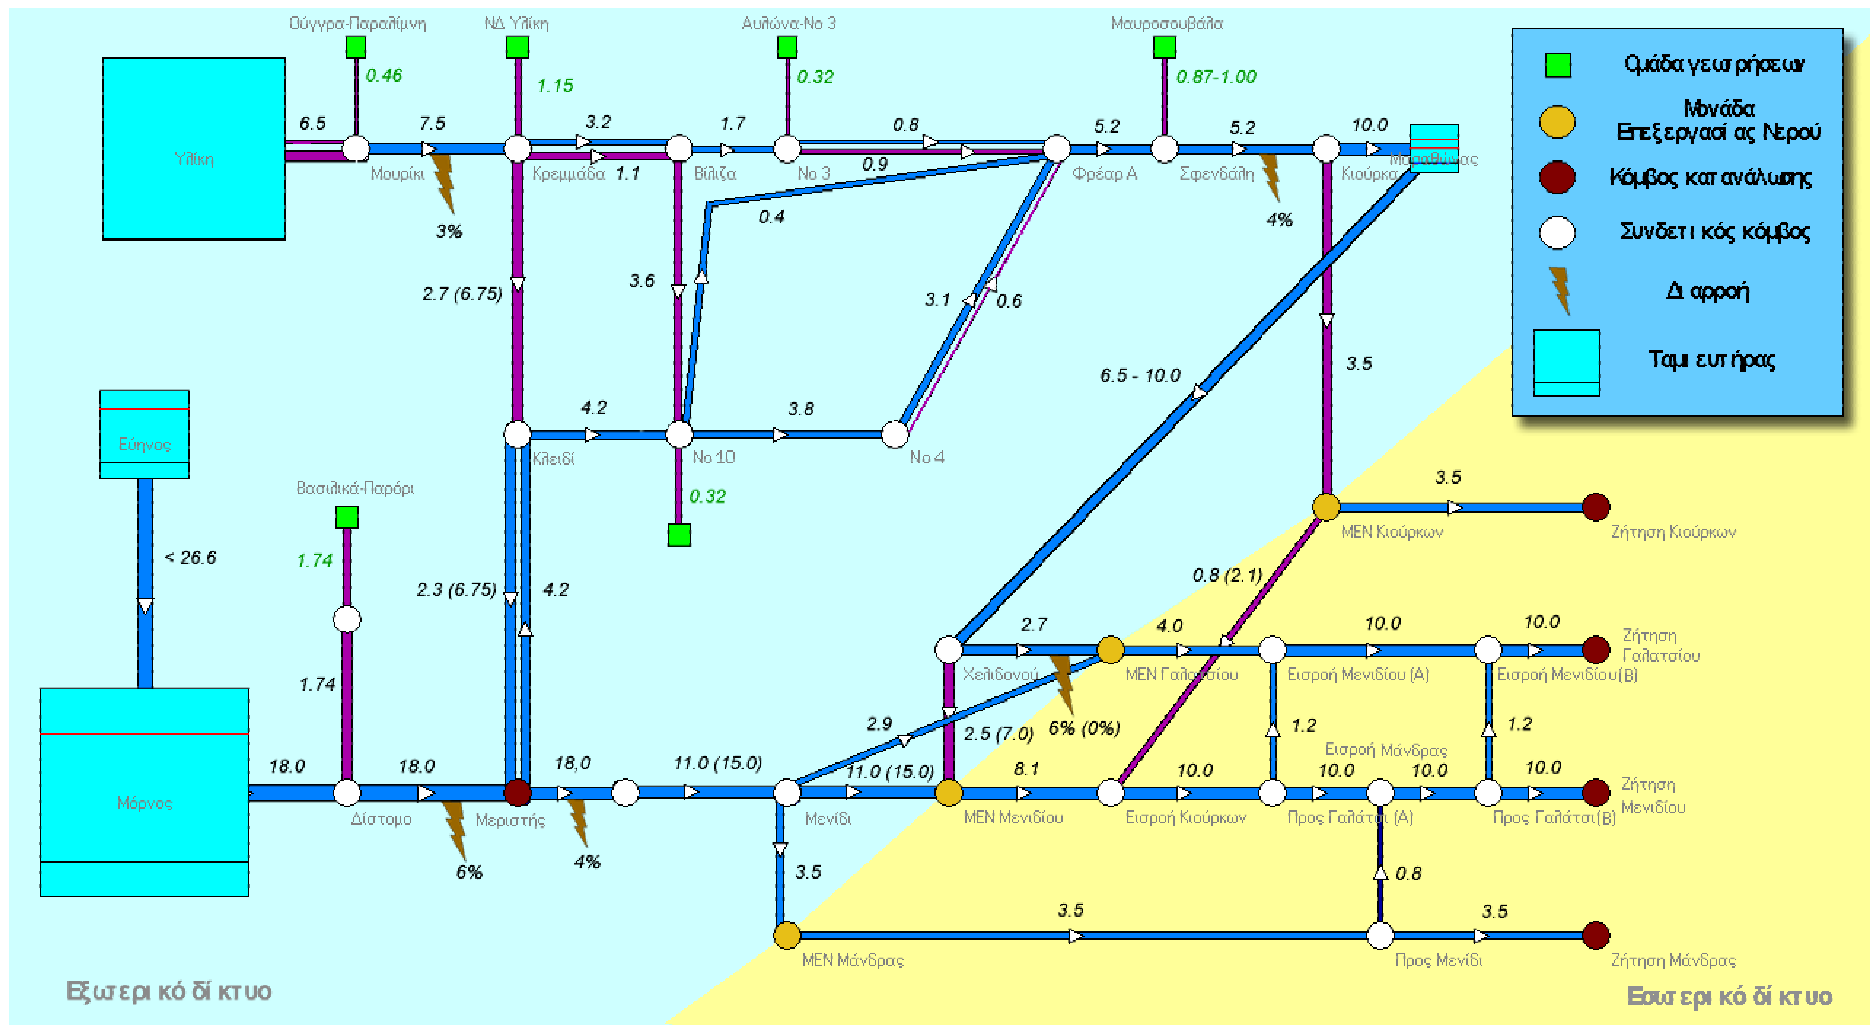 Ούγγρα-Παραλίμνη
ΝΔ Υλίκη
Αυλώνα-Νο 3
Μαυροσουβάλα
0.46
1.15
0.32
0.87-1.00
Ομάδα γεωτρήσεων
Μονάδα
Επεξεργασίας Νερού
Κόμβος κατανάλωσης
Συνδετικός κόμβος
Διαρροή
Ταμιευτήρας
6.5
7.5
3.2
1.7
0.8
5.2
5.2
10.0
Υλίκη
Μουρίκι
Κρεμμάδα
1.1
Βίλιζα
Νο 3
0.9
Φρέαρ Α
Σφενδάλη
Κιούρκα
Μαραθώνας
3%
0.4
4%
2.7 (6.75)
3.6
3.1
0.6
6.5 - 10.0
3.5
4.2
3.8
Εύηνος
Κλειδί
Νο 10
Νο 4
Βασιλικά-Παρόρι
0.32
3.5
1.74
ΜΕΝ Κιούρκων
Ζήτηση Κιούρκων
< 26.6
2.3 (6.75)
4.2
0.8 (2.1)
2.7
4.0
10.0
10.0
Ζήτηση
Γαλατσίου
Χελιδονού
ΜΕΝ Γαλατσίου
Εισροή Μενιδίου (Α)
Εισροή Μενιδίου (Β)
1.74
2.9
2.5 (7.0)
6% (0%)
1.2
1.2
Εισροή Μάνδρας
18.0
18.0
18,0
11.0 (15.0)
11.0 (15.0)
8.1
10.0
10.0
10.0
10.0
Ζήτηση
Μενιδίου
Μόρνος
Δίστομο
Μεριστής
Μενίδι
ΜΕΝ Μενιδίου
Εισροή Κιούρκων
Προς Γαλάτσι (Α)
Προς Γαλάτσι (Β)
6%
4%
3.5
0.8
3.5
3.5
ΜΕΝ Μάνδρας
Προς Μενίδι
Ζήτηση Μάνδρας
Εξωτερικό δίκτυο
Εσωτερικό δίκτυο